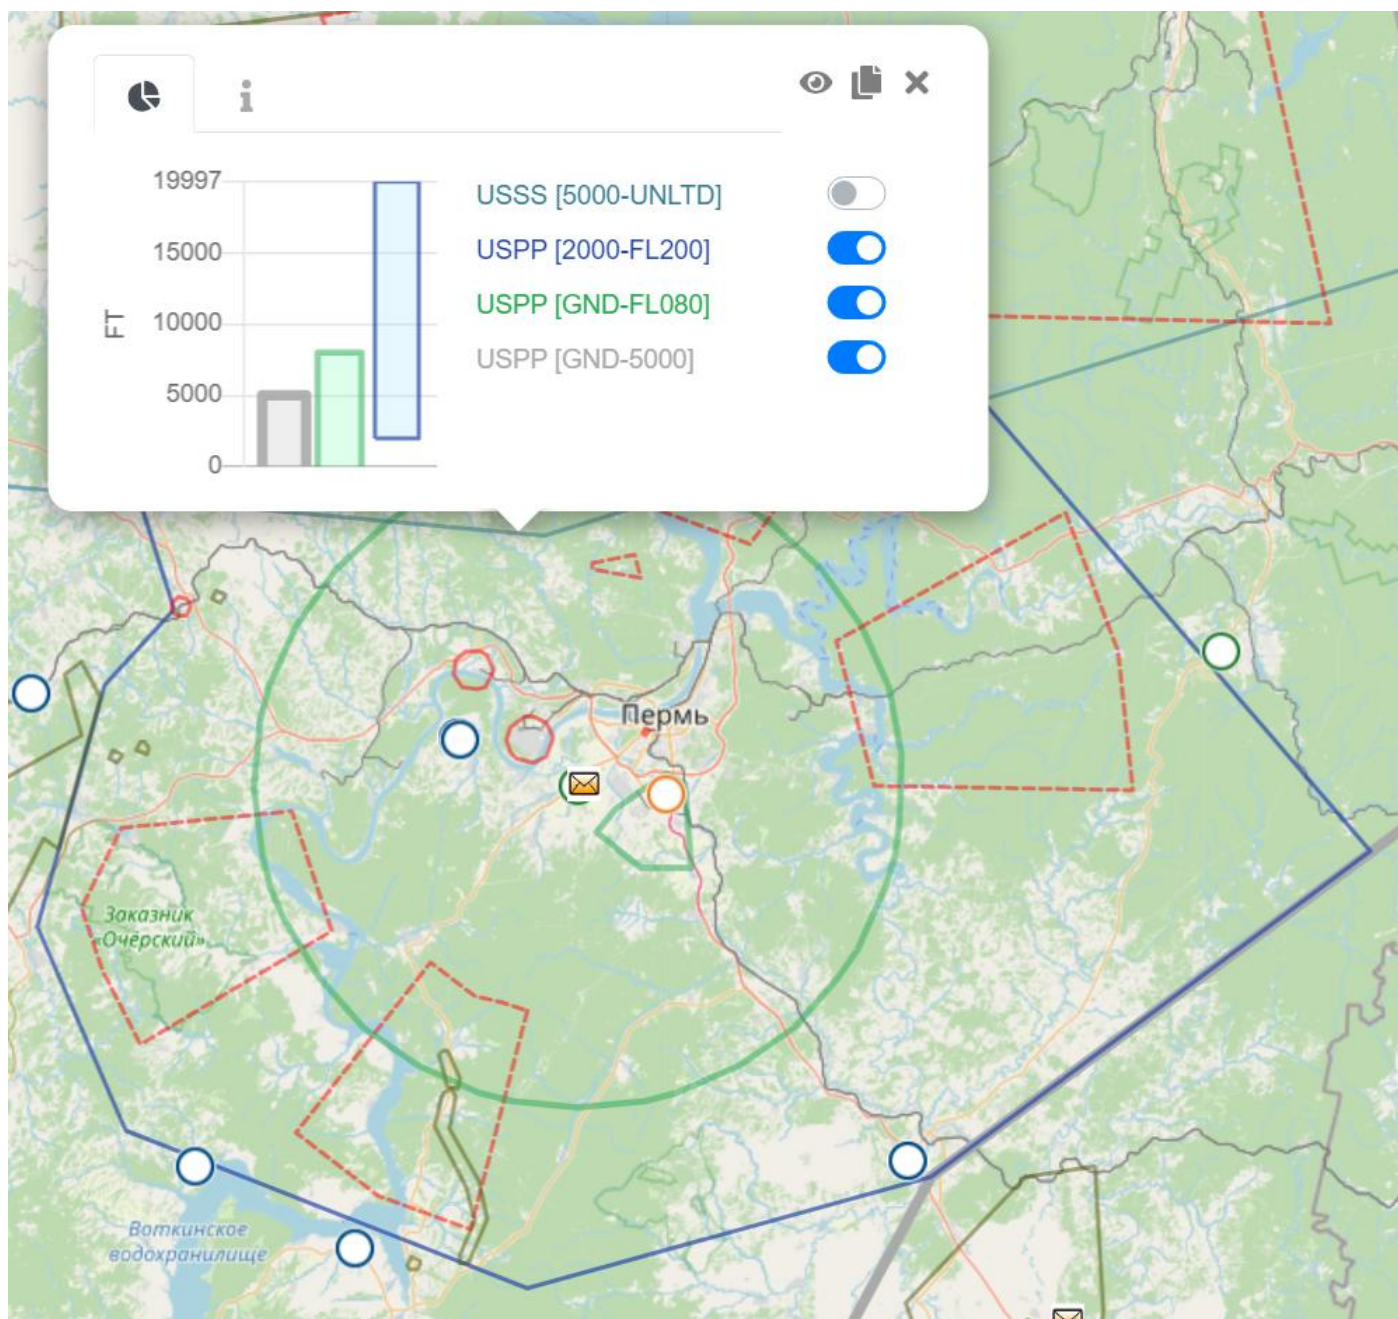 19997
15000
10000
5000
0
FT
USSS [5000-UNLTD]
USPP [2000-FL200]
USPP [GND-FL080]
USPP [GND-5000]
Пермь
Заказник
«Очёрский»
Воткинское
водохранилище